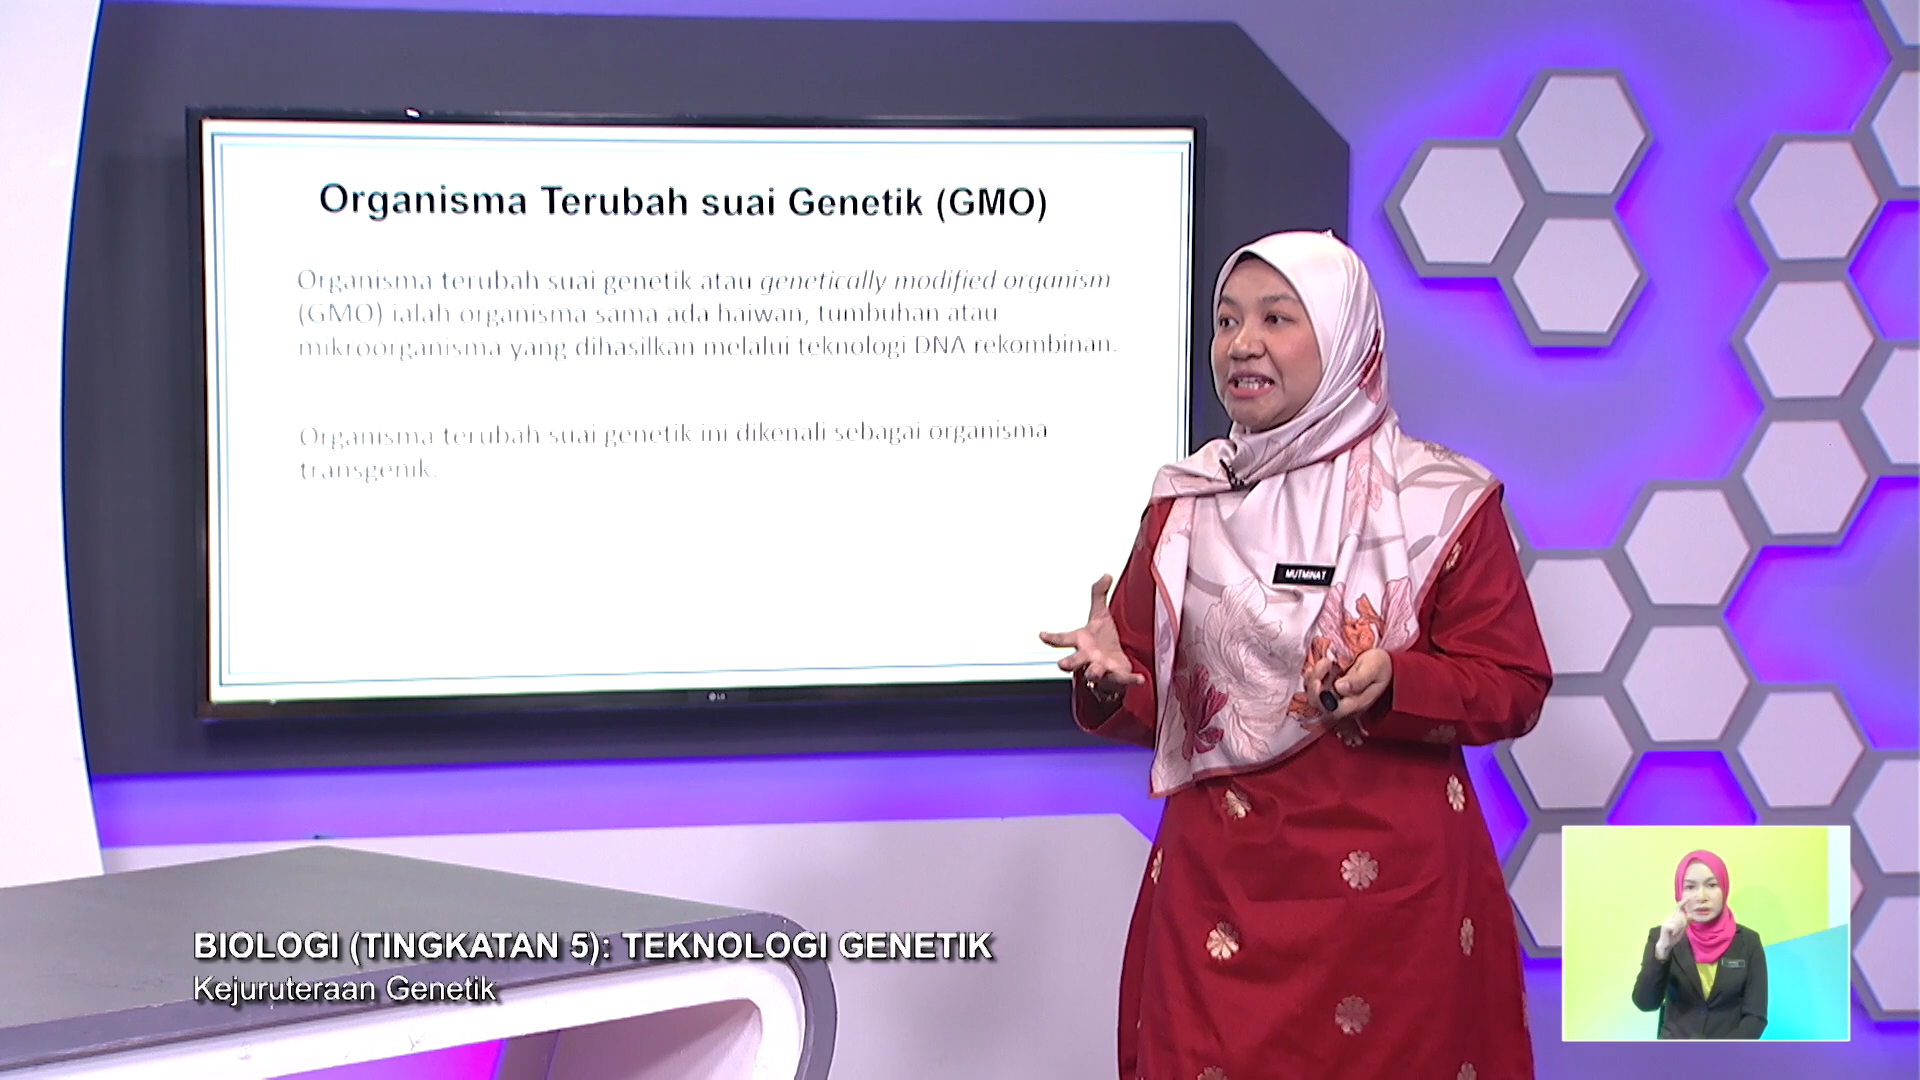 Organisma Terubah suai Genetik (GMO)
Organisma terubah suai genetik atau genetically modified organism
(GMO) ialah organisma sama ada haiwan, tumbuhan atau
mikroorganisma yang dihasilkan melalui teknologi DNA rekombinan.
Organisma terubah suai genetik ini dikenali sebagai organisma
transgenik.
LG
MUTMINAT
BIOLOGI (TINGKATAN 5): TEKNOLOGI GENETIK
Kejuruteraan Genetik